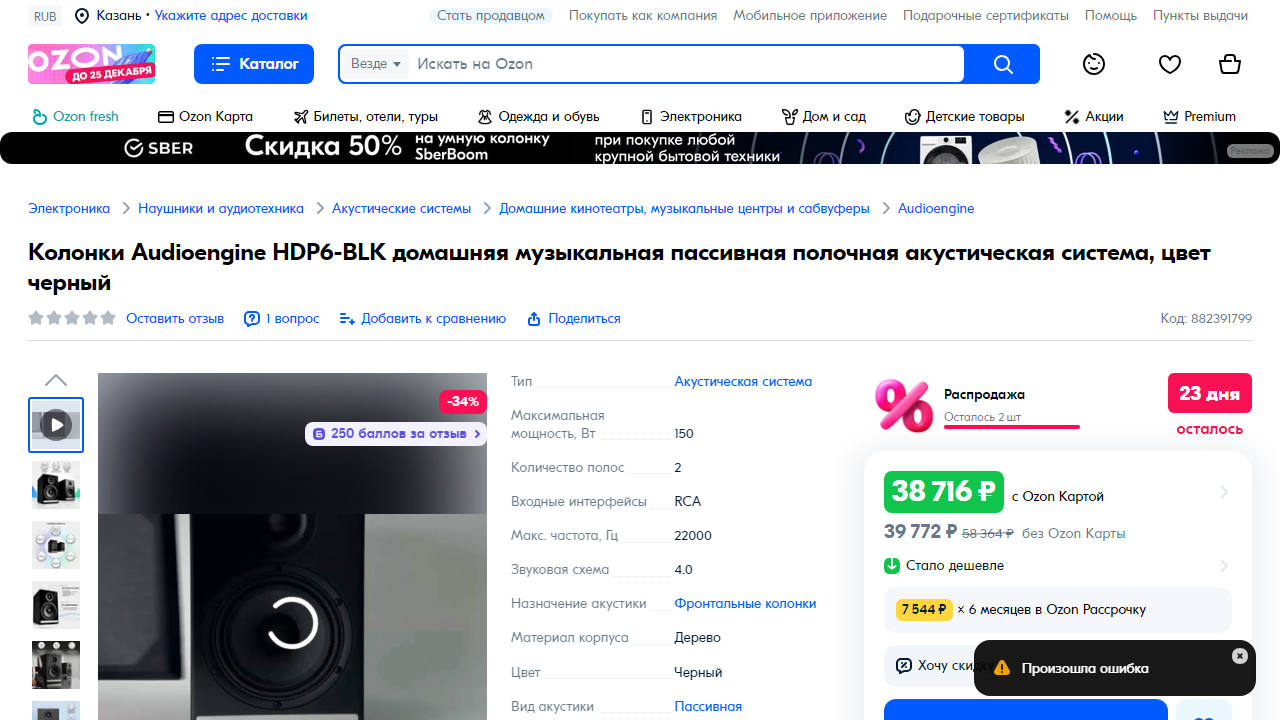 RUB
Казань • Укажите адрес доставки
Стать продавцом
Покупать как компания
Мобильное приложение
Подарочные сертификаты
Помощь
Пункты выдачи
OZON
ДО 25 ДЕКАБРЯ
Каталог
Везде
Искать на Ozon
Ozon fresh
Ozon Карта
Билеты, отели, туры
Одежда и обувь
Электроника
Дом и сад
Детские товары
Акции
Premium
SBER
Скидка 50%
на умную колонку
SberBoom
при покупке любой
крупной бытовой техники
Реклама
Электроника
Наушники и аудиотехника
Акустические системы
Домашние кинотеатры, музыкальные центры и сабвуферы
Audioengine
Колонки Audioengine HDP6-BLK домашняя музыкальная пассивная полочная акустическая система, цвет
черный
Оставить отзыв
1 вопрос
Добавить к сравнению
Поделиться
Код: 882391799
-34%
Б 250 баллов за отзыв
Тип
Акустическая система
Максимальная
мощность, Вт
150
Количество полос
2
Входные интерфейсы
RCA
Макс. частота, Гц
22000
Звуковая схема
4.0
Назначение акустики
Фронтальные колонки
Материал корпуса
Дерево
Цвет
Черный
Вид акустики
Пассивная
%
Распродажа
Осталось 2 шт
23 дня
осталось
38 716 ₽
с Ozon Картой
39 772 ₽ 58 364 ₽ без Ozon Карты
Стало дешевле
7 544 ₽ × 6 месяцев в Ozon Рассрочку
Хочу скидку
Произошла ошибка